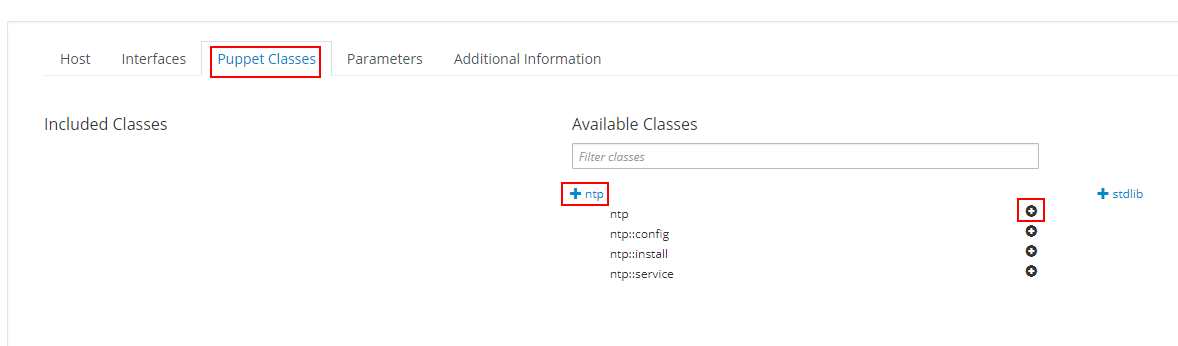 Host Interfaces Puppet Classes Parameters Additional Information
Included Classes
Available Classes
Filter classes
ntp
stdlib
ntp
ntp::config
ntp::install
ntp::service